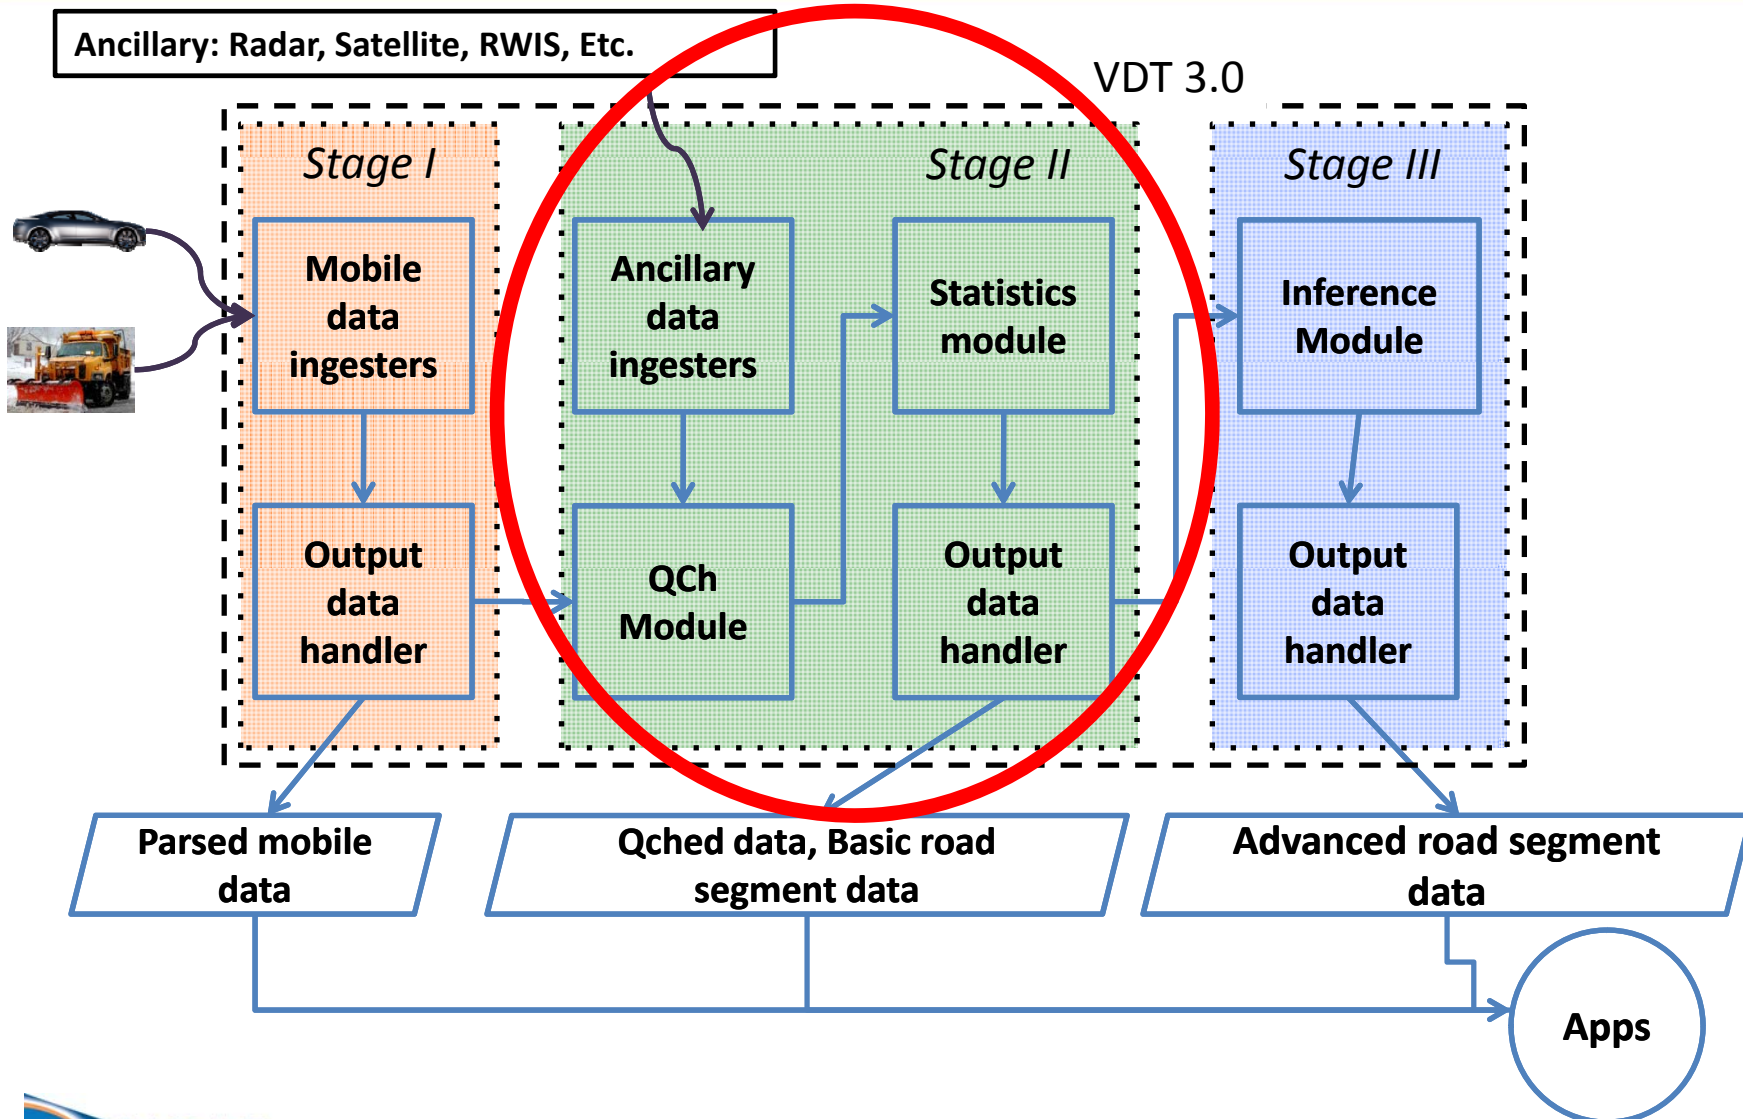 Ancillary: Radar, Satellite, RWIS, Etc.
VDT 3.0
Stage I
Stage II
Stage III
Mobile
data
ingesters
Ancillary
data
ingesters
Statistics
module
Inference
Module
Output
data
handler
QCh
Module
Output
data
handler
Output
data
handler
Parsed mobile
data
Qched data, Basic road
segment data
Advanced road segment
data
Apps